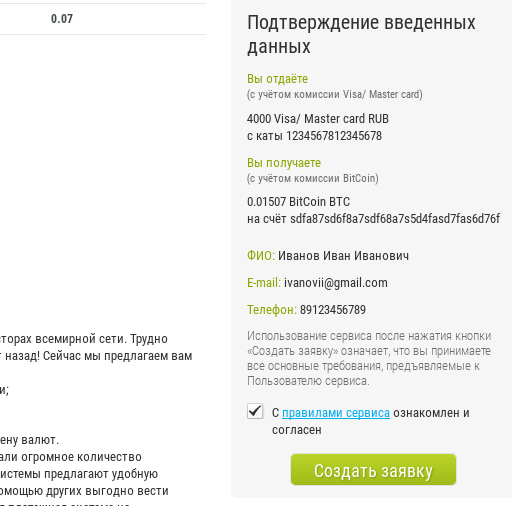 0.07
торах всемирной сети. Трудно
назад! Сейчас мы предлагаем вам
и;
ену валют.
али огромное количество
истемы предлагают удобную
омощью других выгодно вести
Подтверждение введенных
данных
Вы отдаёте
(с учётом комиссии Visa/ Master card)
4000 Visa/ Master card RUB
с каты 1234567812345678
Вы получаете
(с учётом комиссии BitCoin)
0.01507 BitCoin BTC
на счёт sdfa87sd6f8a7sdf68a7s5d4fasd7fas6d76f
ФИО: Иванов Иван Иванович
E-mail: ivanovii@gmail.com
Телефон: 89123456789
Использование сервиса после нажатия кнопки
«Создать заявку» означает, что вы принимаете
все основные требования, предъявляемые к
Пользователю сервиса.
С правилами сервиса ознакомлен и
согласен
Создать заявку